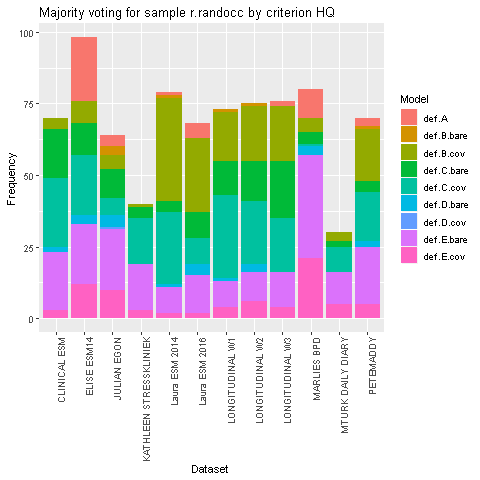 Majority voting for sample r.randocc by criterion HQ
100
75
50
25
0
Frequency
CLINICAL ESM
ELISE ESM14
JULIAN EGON
KATHLEEN STRESSKLINIEK
Laura ESM 2014
Laura ESM 2016
LONGITUDINAL W1
LONGITUDINAL W2
LONGITUDINAL W3
MARLIES BPD
MTURK DAILY DIARY
PETEMADDY
Dataset
Model
def.A
def.B.bare
def.B.cov
def.C.bare
def.C.cov
def.D.bare
def.D.cov
def.E.bare
def.E.cov